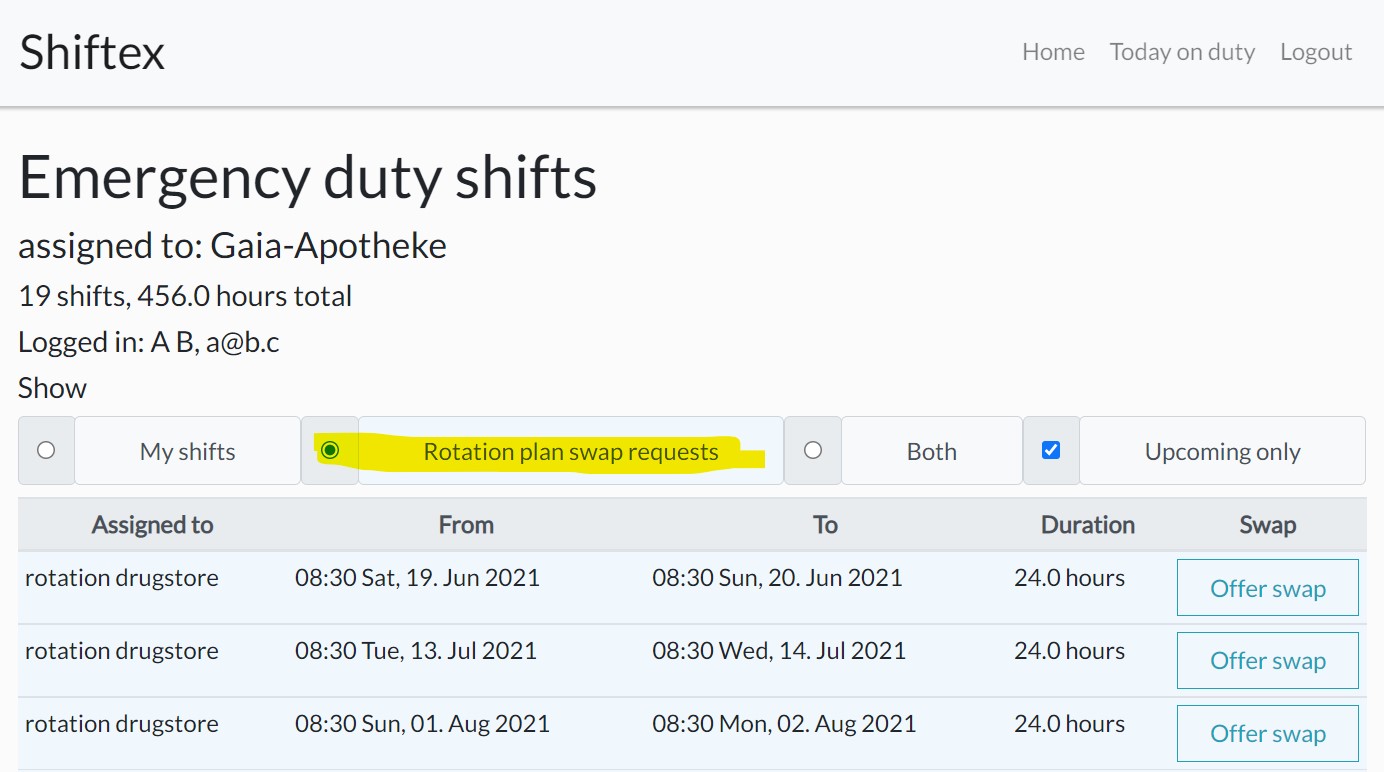 Shiftex
Home Today on duty Logout
Emergency duty shifts
assigned to: Gaia-Apotheke
19 shifts, 456.0 hours total
Logged in: A B, a@b.c
Show
My shifts Rotation plan swap requests Both Upcoming only
Assigned to From To Duration Swap
rotation drugstore 08:30 Sat, 19. Jun 2021 08:30 Sun, 20. Jun 2021 24.0 hours Offer swap
rotation drugstore 08:30 Tue, 13. Jul 2021 08:30 Wed, 14. Jul 2021 24.0 hours Offer swap
rotation drugstore 08:30 Sun, 01. Aug 2021 08:30 Mon, 02. Aug 2021 24.0 hours Offer swap